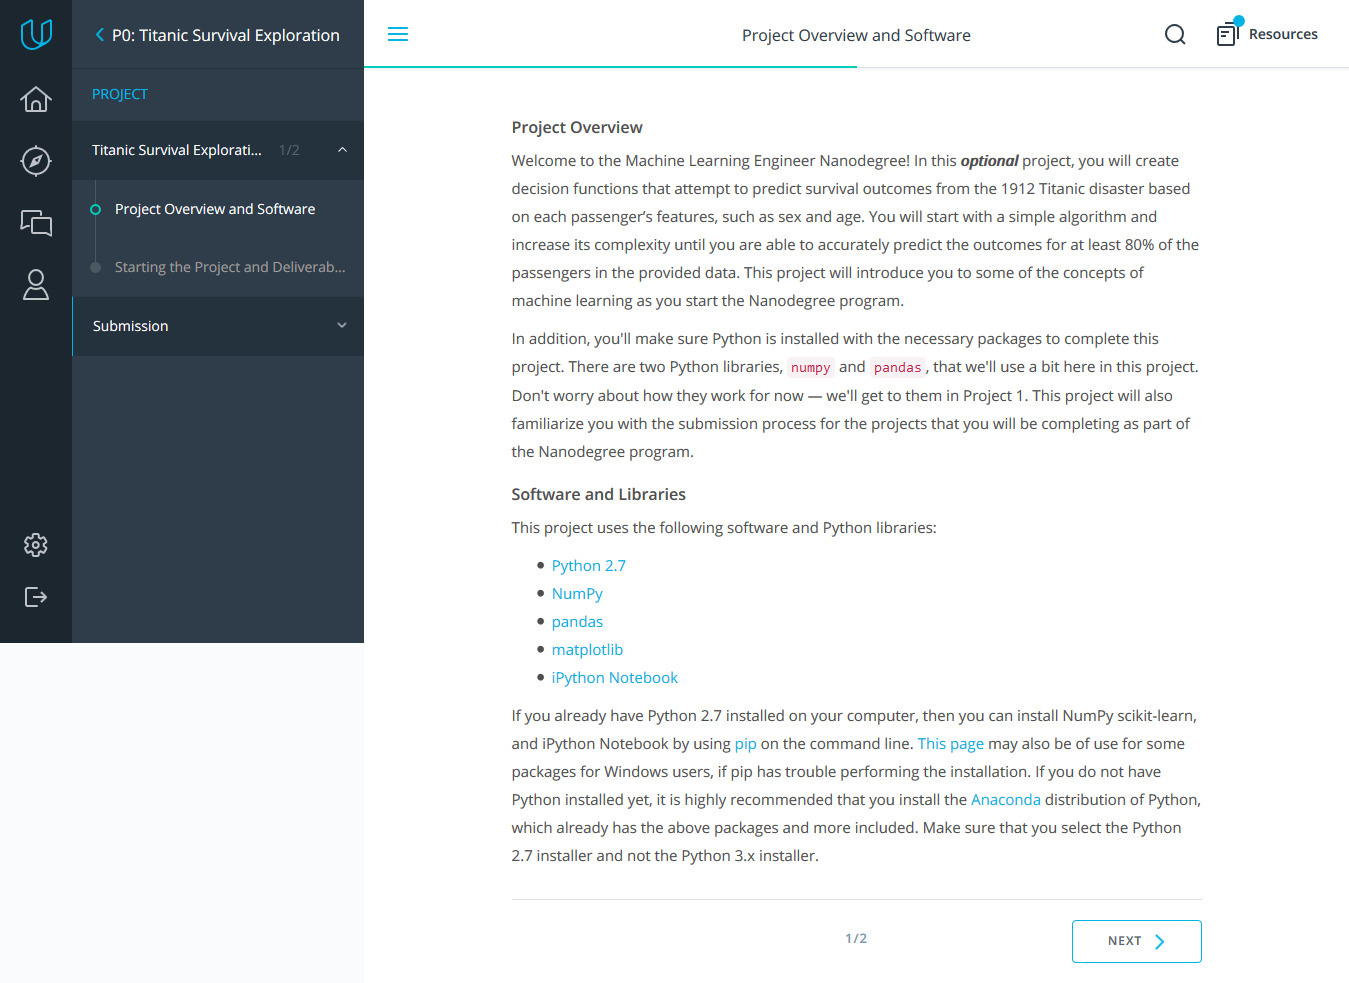 P0: Titanic Survival Exploration
PROJECT
Titanic Survival Explorati... 1/2
Project Overview and Software
Starting the Project and Deliverab...
Submission
Project Overview and Software
Resources
Project Overview
Welcome to the Machine Learning Engineer Nanodegree! In this optional project, you will create
decision functions that attempt to predict survival outcomes from the 1912 Titanic disaster based
on each passenger’s features, such as sex and age. You will start with a simple algorithm and
increase its complexity until you are able to accurately predict the outcomes for at least 80% of the
passengers in the provided data. This project will introduce you to some of the concepts of
machine learning as you start the Nanodegree program.
In addition, you'll make sure Python is installed with the necessary packages to complete this
project. There are two Python libraries, numpy and pandas, that we'll use a bit here in this project.
Don't worry about how they work for now — we'll get to them in Project 1. This project will also
familiarize you with the submission process for the projects that you will be completing as part of
the Nanodegree program.
Software and Libraries
This project uses the following software and Python libraries:
• Python 2.7
• NumPy
• pandas
• matplotlib
• iPython Notebook
If you already have Python 2.7 installed on your computer, then you can install NumPy scikit-learn,
and iPython Notebook by using pip on the command line. This page may also be of use for some
packages for Windows users, if pip has trouble performing the installation. If you do not have
Python installed yet, it is highly recommended that you install the Anaconda distribution of Python,
which already has the above packages and more included. Make sure that you select the Python
2.7 installer and not the Python 3.x installer.
1/2
NEXT